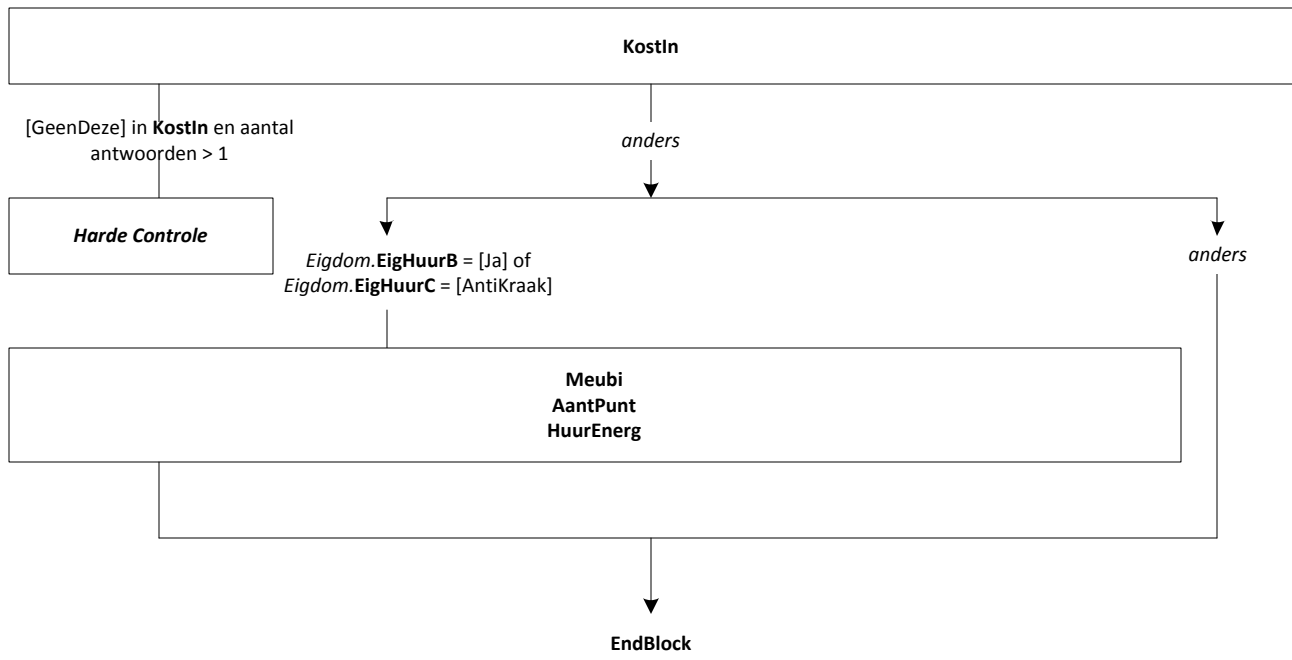 KostIn
[GeenDeze] in KostIn en aantal
antwoorden > 1
anders
Harde Controle
Eigdom.EigHuurB = [Ja] of
Eigdom.EigHuurC = [AntiKraak]
anders
Meubi
AantPunt
HuurEnerg
EndBlock